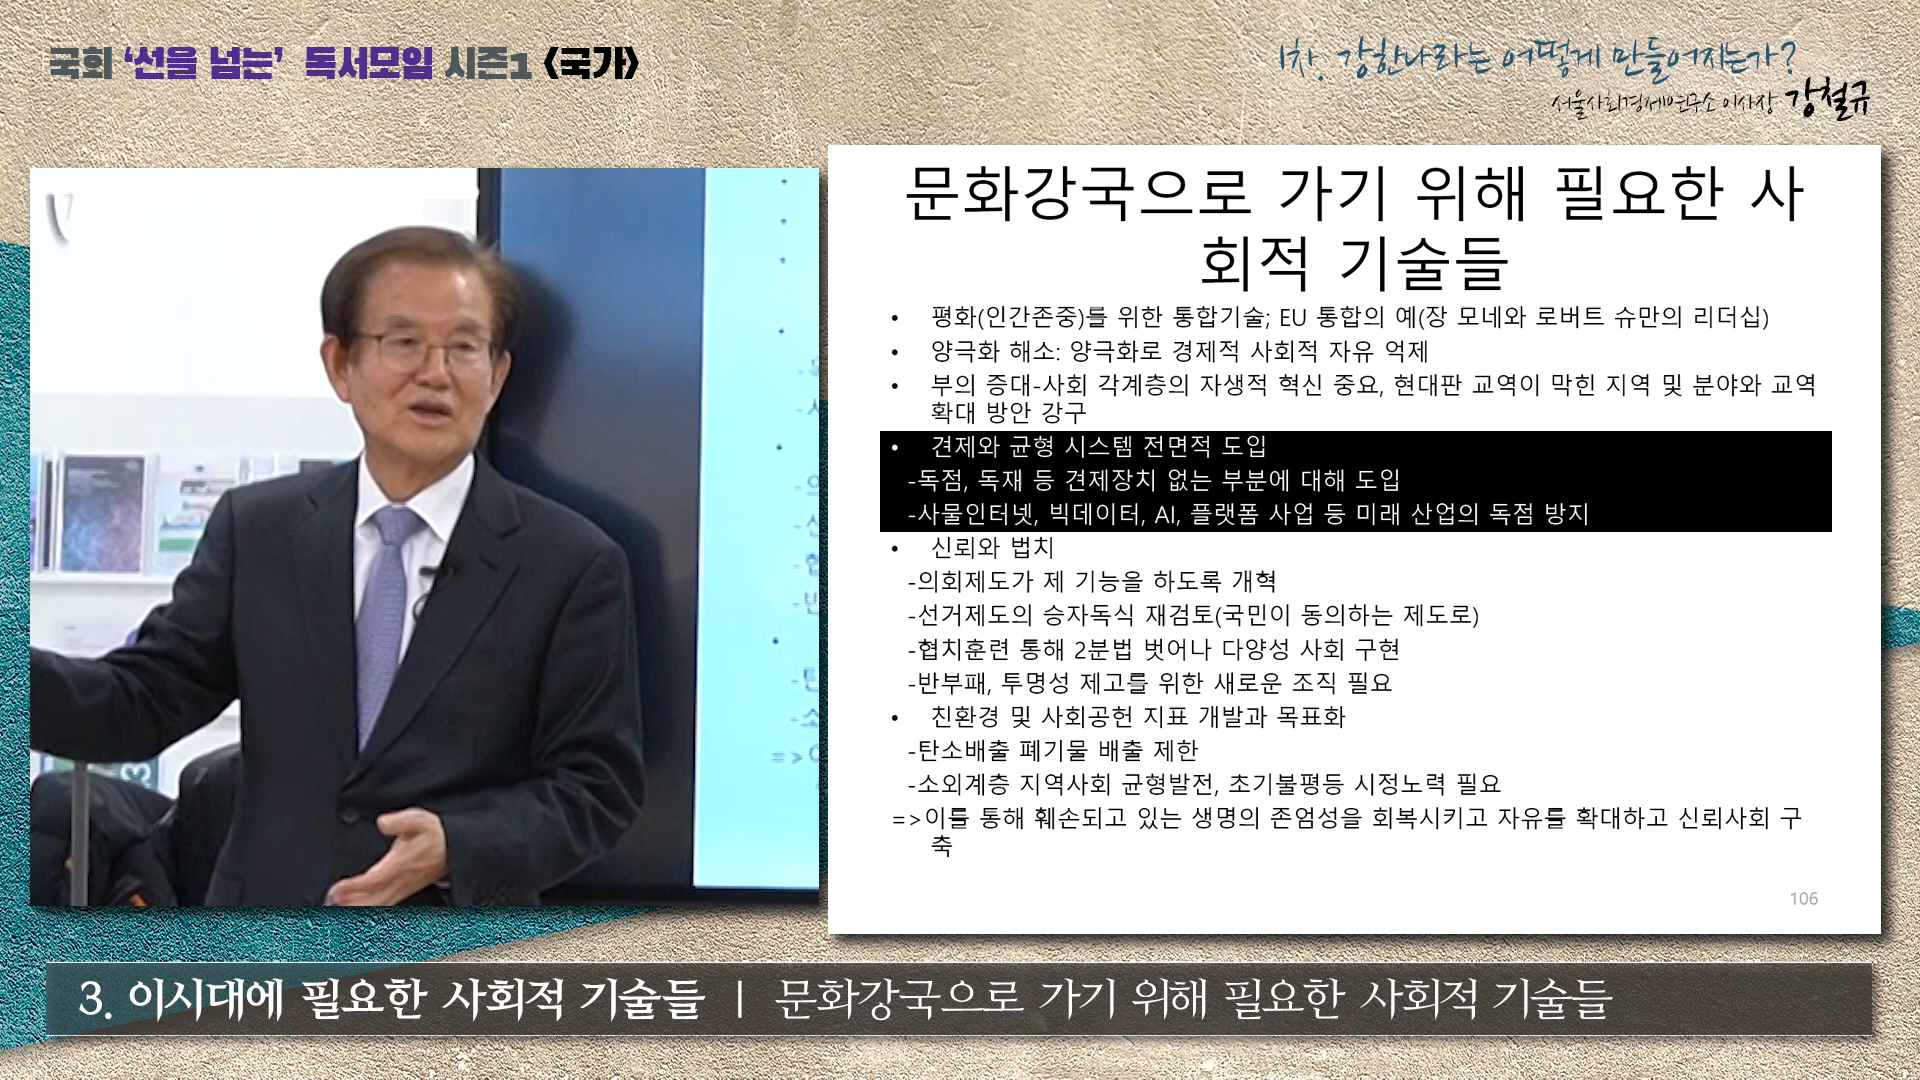 국회 ‘선을 넘는’ 독서모임 시즌1 〈국가〉
1차. 강한나라는 어떻게 만들어지는가?
서울사회경제연구소 이사장 강철규
문화강국으로 가기 위해 필요한 사
회적 기술들
• 평화(인간존중)를 위한 통합기술; EU 통합의 예(장 모네와 로버트 슈만의 리더십)
• 양극화 해소: 양극화로 경제적 사회적 자유 억제
• 부의 증대-사회 각계층의 자생적 혁신 중요, 현대판 교역이 막힌 지역 및 분야와 교역
확대 방안 강구
• 견제와 균형 시스템 전면적 도입
-독점, 독재 등 견제장치 없는 부분에 대해 도입
-사물인터넷, 빅데이터, AI, 플랫폼 사업 등 미래 산업의 독점 방지
• 신뢰와 법치
-의회제도가 제 기능을 하도록 개혁
-선거제도의 승자독식 재검토(국민이 동의하는 제도로)
-협치훈련 통해 2분법 벗어나 다양성 사회 구현
-반부패, 투명성 제고를 위한 새로운 조직 필요
• 친환경 및 사회공헌 지표 개발과 목표화
-탄소배출 폐기물 배출 제한
-소외계층 지역사회 균형발전, 초기불평등 시정노력 필요
=>이를 통해 훼손되고 있는 생명의 존엄성을 회복시키고 자유를 확대하고 신뢰사회 구
축
106
3. 이시대에 필요한 사회적 기술들 | 문화강국으로 가기 위해 필요한 사회적 기술들